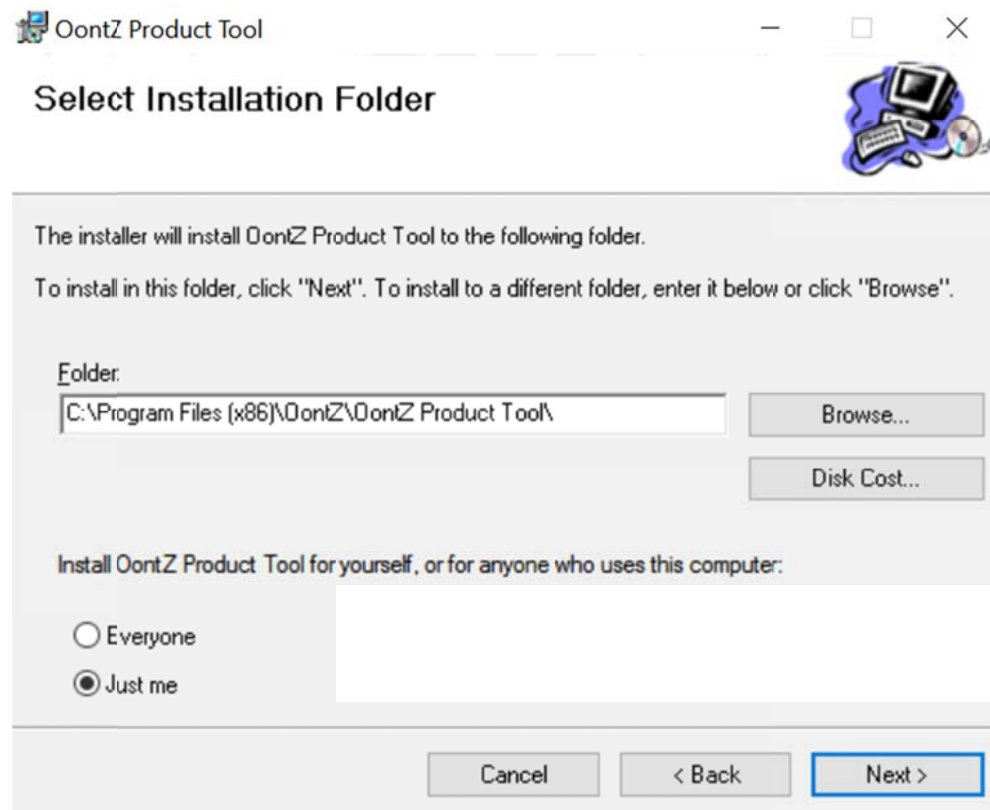 OontZ Product Tool
Select Installation Folder
The installer will install OontZ Product Tool to the following folder.
To install in this folder, click "Next". To install to a different folder, enter it below or click "Browse".
Folder:
C:\Program Files (x86)\OontZ\OontZ Product Tool\
Browse...
Disk Cost...
Install OontZ Product Tool for yourself, or for anyone who uses this computer:
Everyone
Just me
Cancel
< Back
Next >